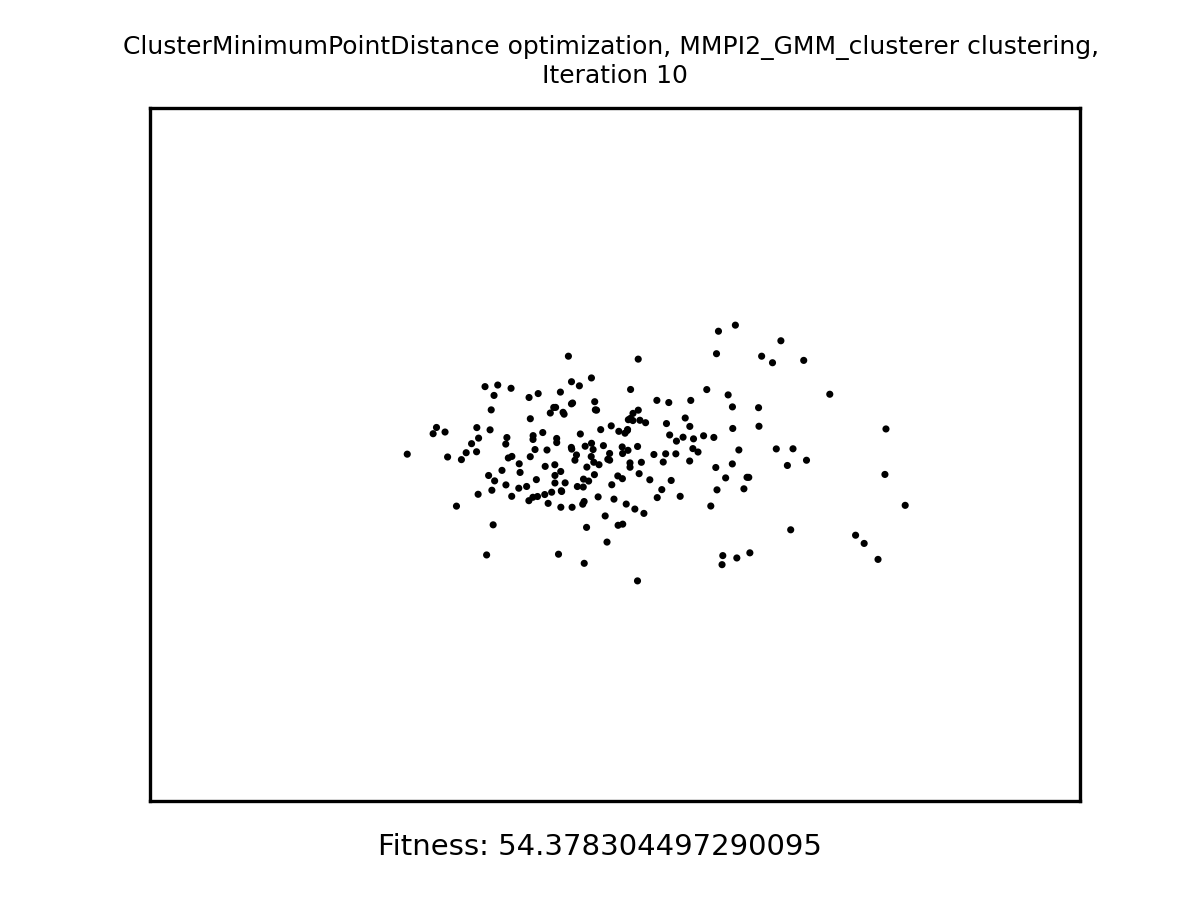 ClusterMinimumPointDistance optimization, MMPI2_GMM_clusterer clustering,
Iteration 10
Fitness: 54.378304497290095